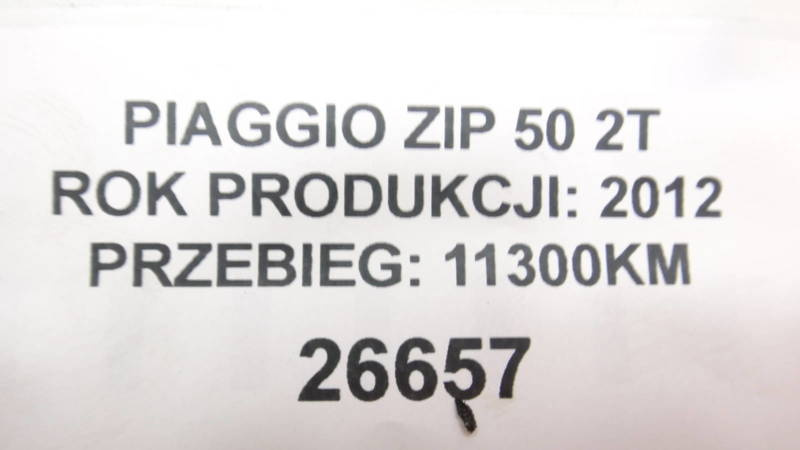 PIAGGIO ZIP 50 2T
ROK PRODUKCJI: 2012
PRZEBIEG: 11300KM
26657